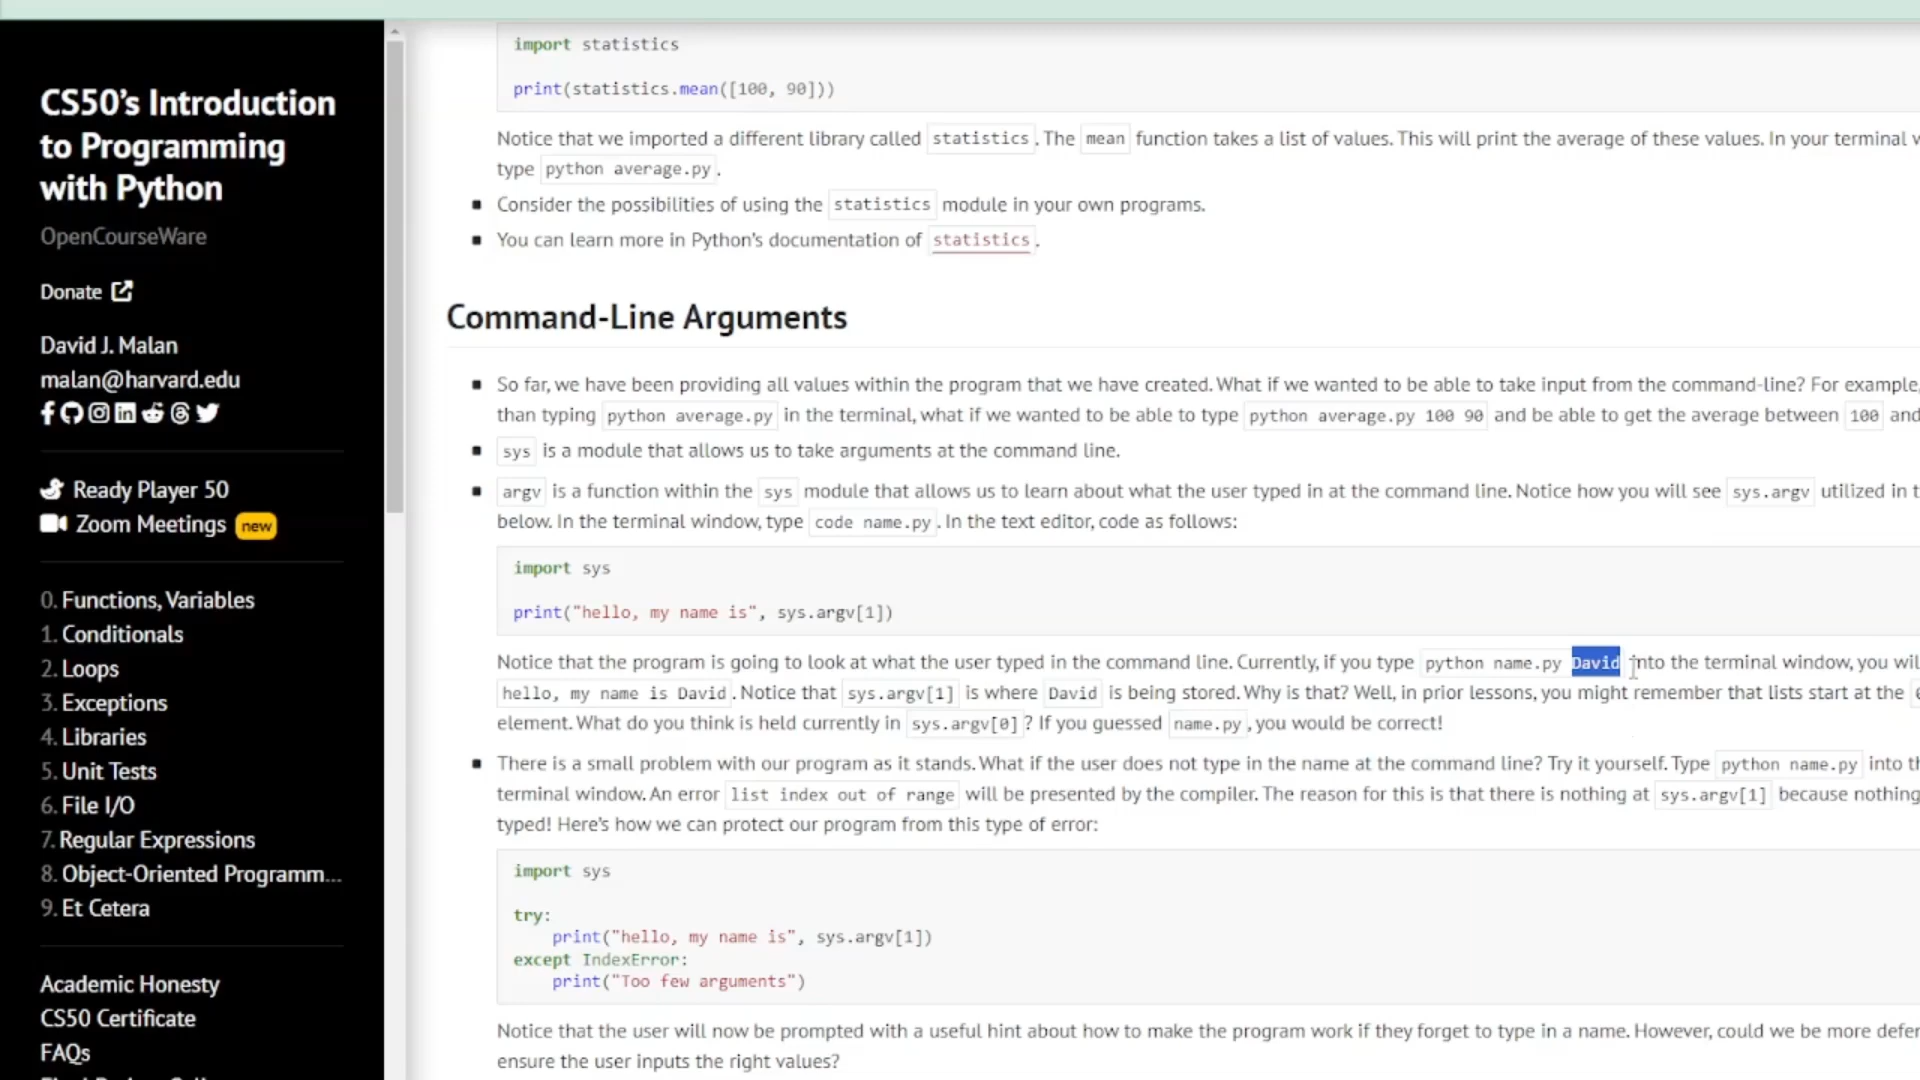 CS50's Introduction
to Programming
with Python
OpenCourseWare
Donate
David J. Malan
malan@harvard.edu
Ready Player 50
Zoom Meetings new
0. Functions, Variables
1. Conditionals
2. Loops
3. Exceptions
4. Libraries
5. Unit Tests
6. File I/O
7. Regular Expressions
8. Object-Oriented Programm...
9. Et Cetera
Academic Honesty
CS50 Certificate
FAQs
import statistics
print(statistics.mean([100, 90]))
Notice that we imported a different library called statistics. The mean function takes a list of values. This will print the average of these values. In your terminal
type python average.py.
Consider the possibilities of using the statistics module in your own programs.
You can learn more in Python's documentation of statistics.
Command-Line Arguments
So far, we have been providing all values within the program that we have created. What if we wanted to be able to take input from the command-line? For example,
than typing python average.py in the terminal, what if we wanted to be able to type python average.py 100 90 and be able to get the average between 100 and
sys is a module that allows us to take arguments at the command line.
argv is a function within the sys module that allows us to learn about what the user typed in at the command line. Notice how you will see sys.argv utilized in
below. In the terminal window, type code name.py. In the text editor, code as follows:
import sys
print("hello, my name is", sys.argv[1])
Notice that the program is going to look at what the user typed in the command line. Currently, if you type python name.py David into the terminal window, you
hello, my name is David. Notice that sys.argv[1] is where David is being stored. Why is that? Well, in prior lessons, you might remember that lists start at the
element. What do you think is held currently in sys.argv[0]? If you guessed name.py, you would be correct!
There is a small problem with our program as it stands. What if the user does not type in the name at the command line? Try it yourself. Type python name.py into
terminal window. An error list index out of range will be presented by the compiler. The reason for this is that there is nothing at sys.argv[1] because nothing
typed! Here's how we can protect our program from this type of error:
import sys
try:
print("hello, my name is", sys.argv[1])
except IndexError:
print("Too few arguments")
Notice that the user will now be prompted with a useful hint about how to make the program work if they forget to type in a name. However, could we be more
ensure the user inputs the right values?